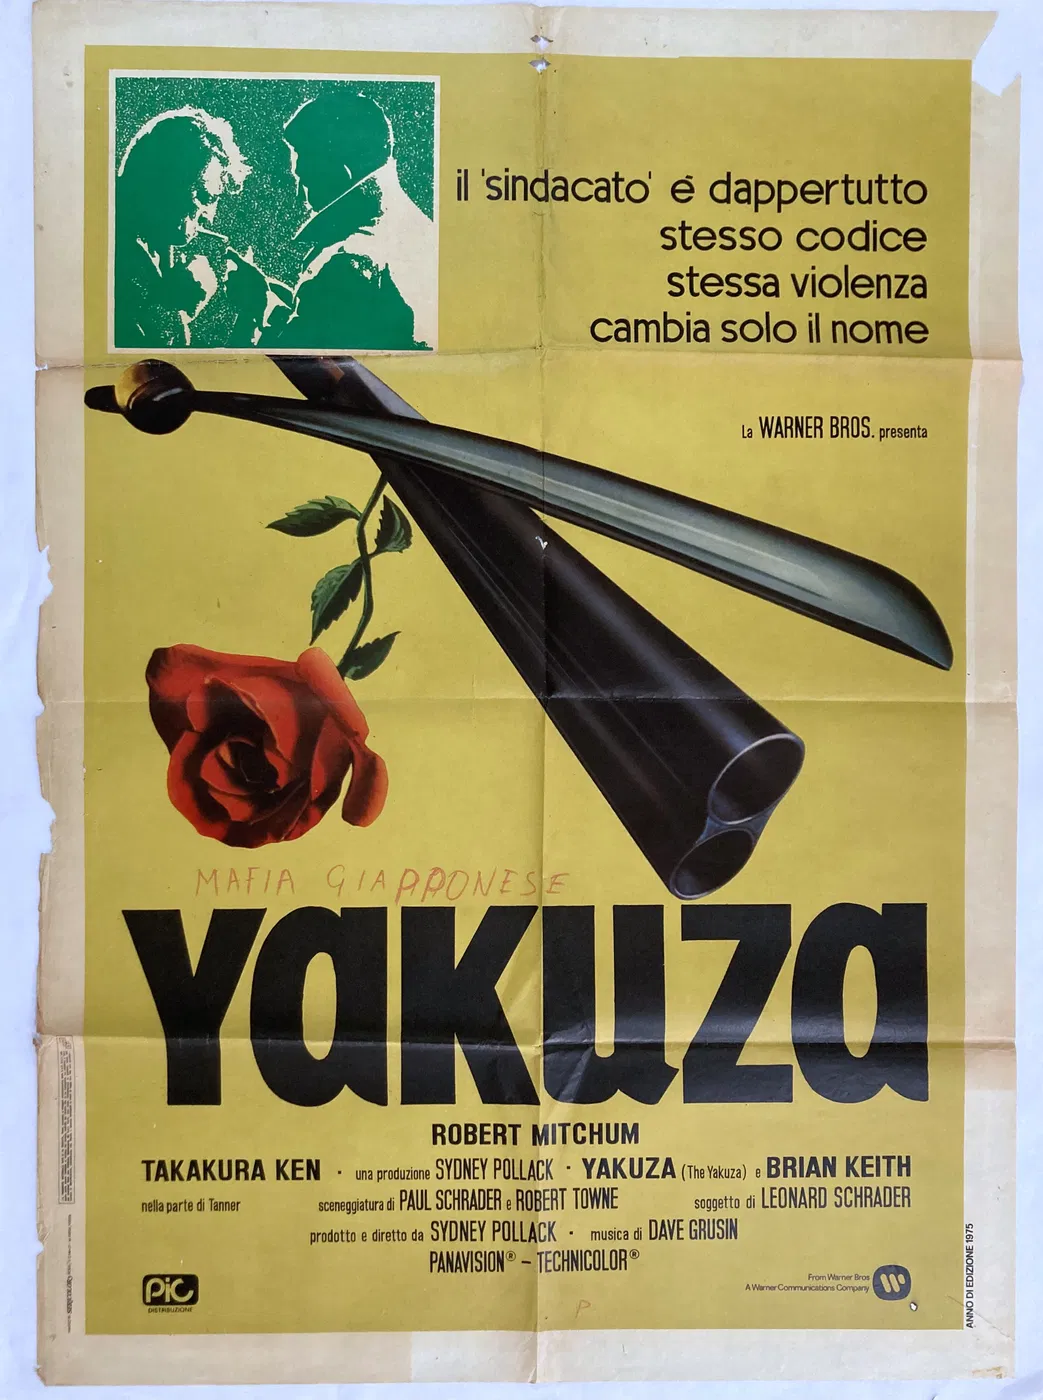 il 'sindacato' é dappertutto
stesso codice
stessa violenza
cambia solo il nome
La WARNER BROS. presenta
MAFIA GIAPPONESE
YAKUZA
ROBERT MITCHUM
TAKAKURA KEN · una produzione SYDNEY POLLACK · YAKUZA (The Yakuza) e BRIAN KEITH
nella parte di Tanner
sceneggiatura di PAUL SCHRADER e ROBERT TOWNE
soggetto di LEONARD SCHRADER
prodotto e diretto da SYDNEY POLLACK · musica di DAVE GRUSIN
PANAVISION® – TECHNICOLOR®
PiC
DISTRIBUZIONE
From Warner Bros
A Warner Communications Company
P
ANNO DI EDIZIONE 1975